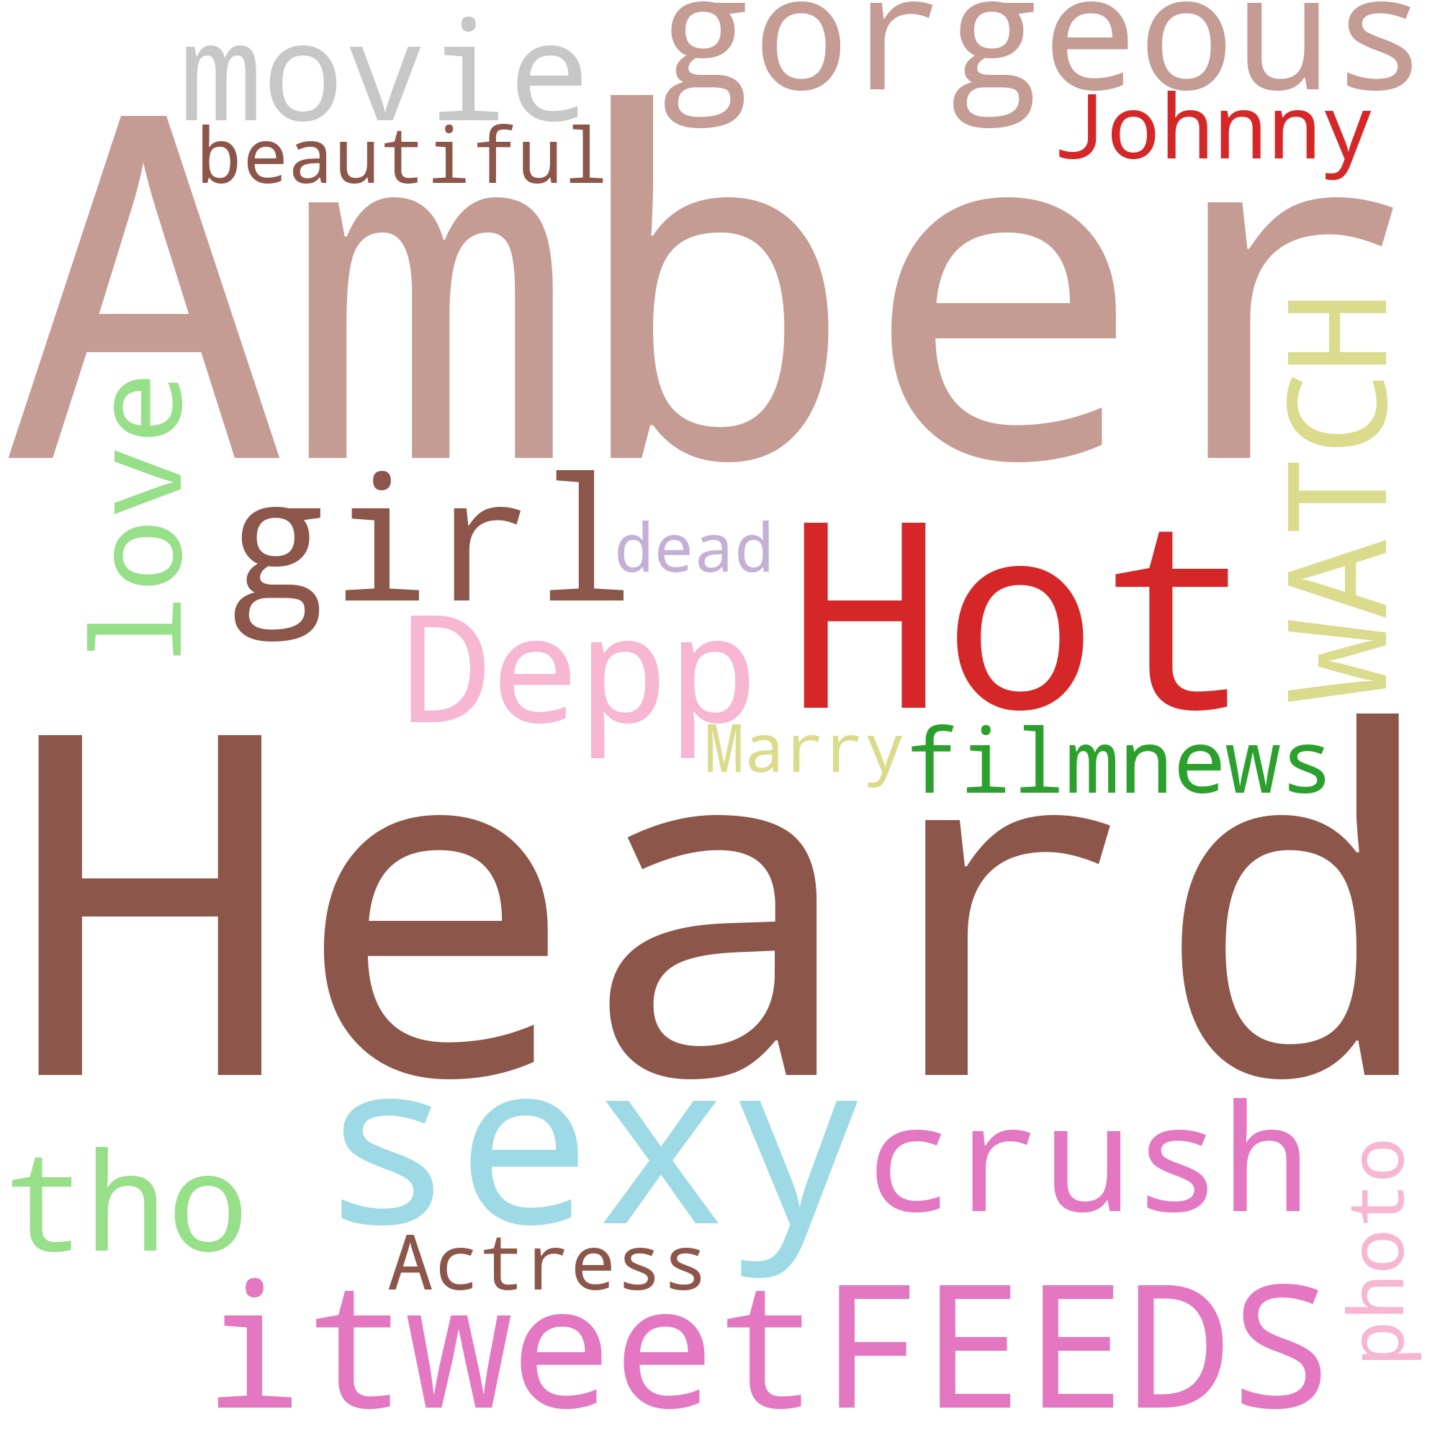 gorgeous
movie
Johnny
beautiful
Amber
WATCH
love
girl
dead
Hot
Depp
Marry
filmnews
Heard
sexy
crush
tho
photo
Actress
itweetFEEDS